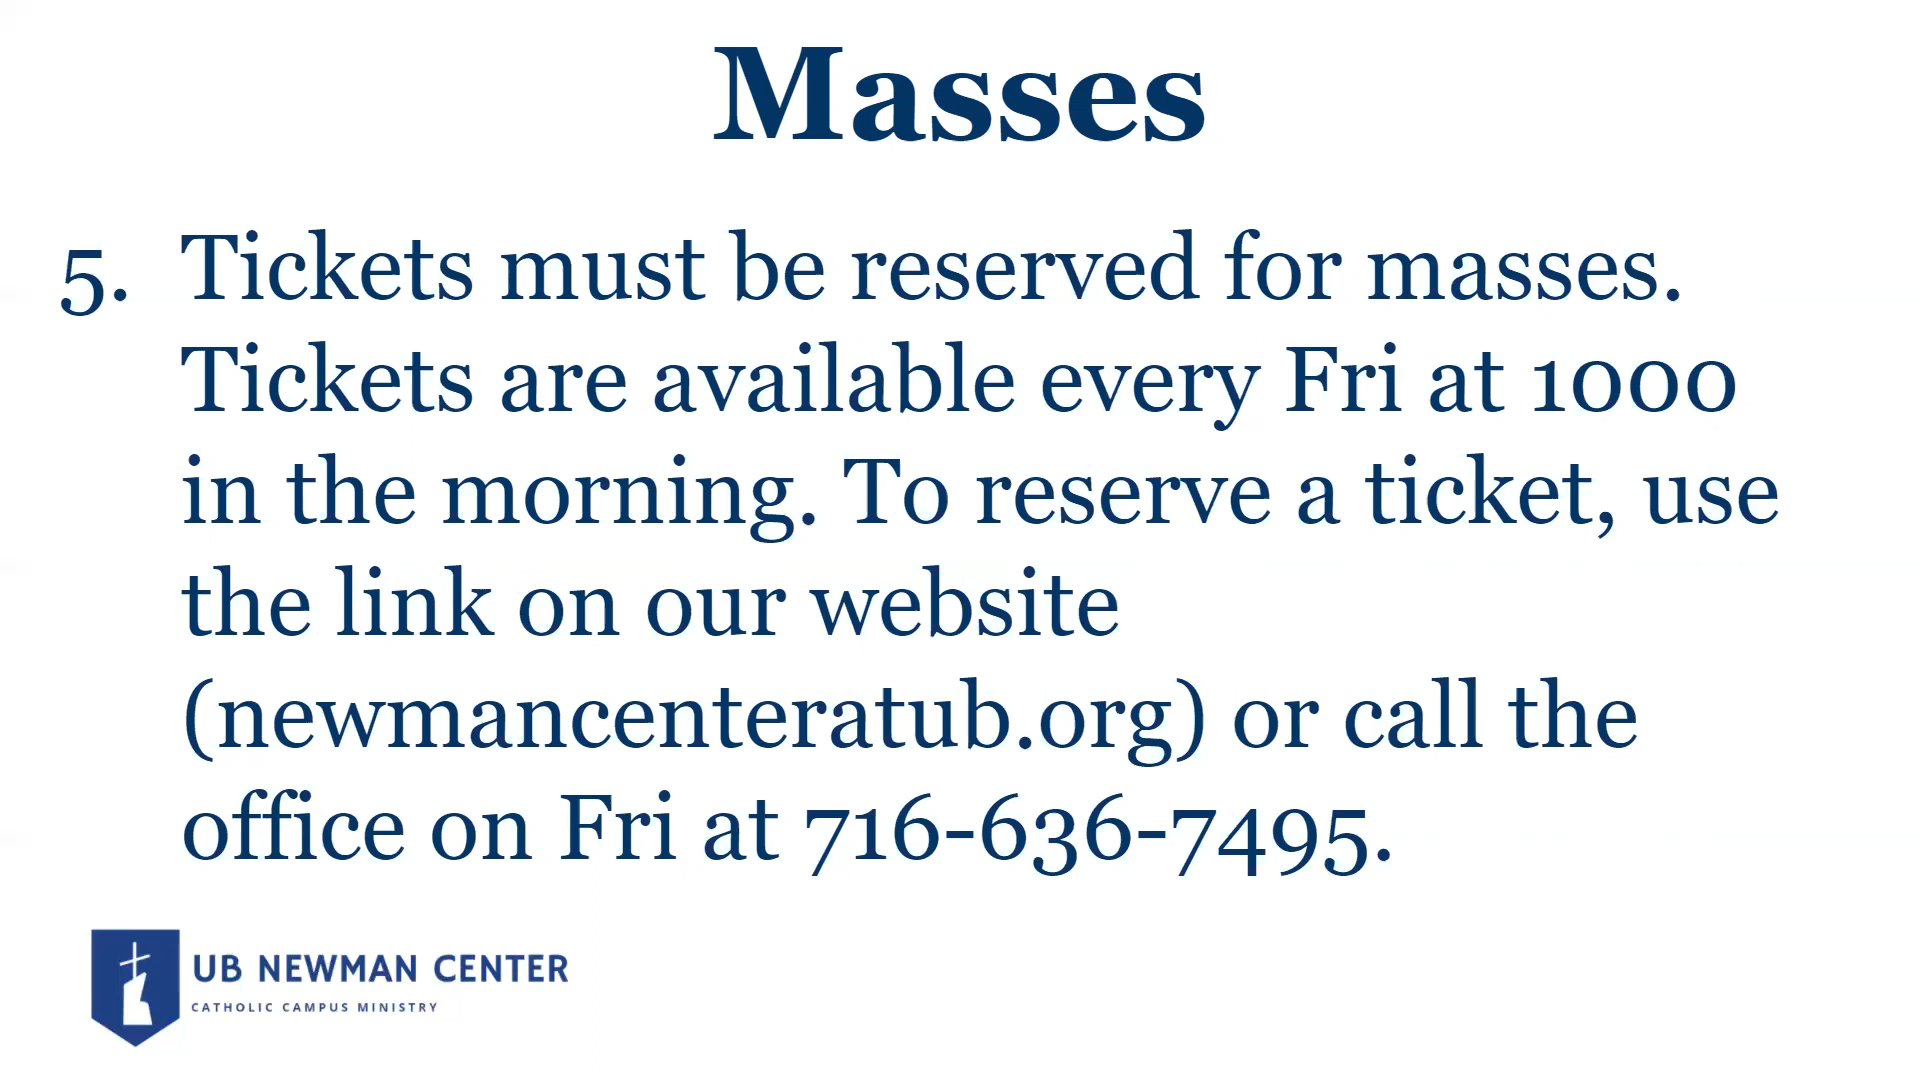 Masses
5. Tickets must be reserved for masses.
Tickets are available every Fri at 1000
in the morning. To reserve a ticket, use
the link on our website
(newmancenteratub.org) or call the
office on Fri at 716-636-7495.
UB NEWMAN CENTER
CATHOLIC CAMPUS MINISTRY